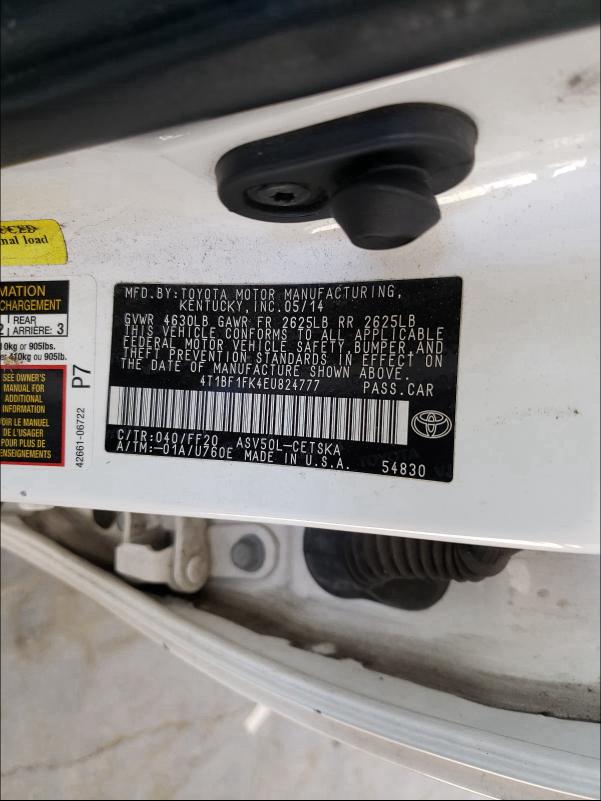 nal load
MATION
CHARGEMENT
REAR
ARRIÈRE: 3
10kg or 905lbs.
410kg ou 905lb.
SEE OWNER'S
MANUAL FOR
ADDITIONAL
INFORMATION
VOIR LE MANUEL
DE L'USAGER
POUR PLUS DE
P7
42661-06722
MFD.BY:TOYOTA MOTOR MANUFACTURING,
KENTUCKY, INC.05/14
GVWR 4630LB GAWR FR 2625LB RR 2625LB
THIS VEHICLE CONFORMS TO ALL APPLICABLE
FEDERAL MOTOR VEHICLE SAFETY, BUMPER, AND
THEFT PREVENTION STANDARDS IN EFFECT ON
THE DATE OF MANUFACTURE SHOWN ABOVE.
4T1BF1FK4EU824777 PASS.CAR
C/TR:040/FF20 ASV50L-CETSKA
A/TM:-01A/U760E MADE IN U.S.A. 54830